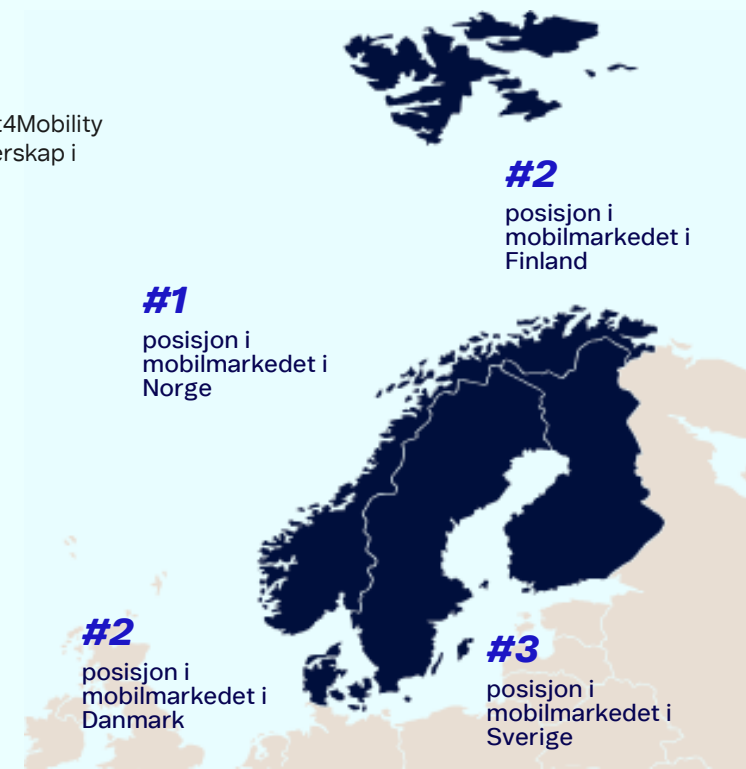 t4Mobility
erskap i
#2
posisjon i
mobilmarkedet i
Finland
#1
posisjon i
mobilmarkedet i
Norge
#2
posisjon i
mobilmarkedet i
Danmark
#3
posisjon i
mobilmarkedet i
Sverige